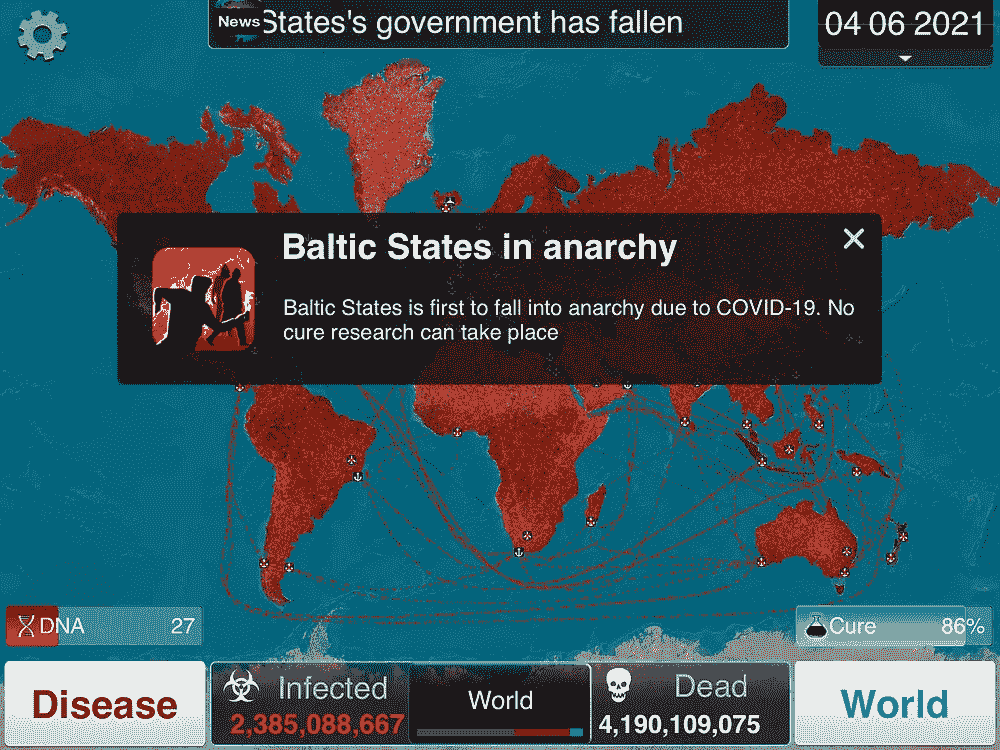 News States's government has fallen
04 06 2021
Baltic States in anarchy
Baltic States is first to fall into anarchy due to COVID-19. No
cure research can take place
DNA 27
Cure 86%
Disease
Infected
2,385,088,667
World
Dead
4,190,109,075
World